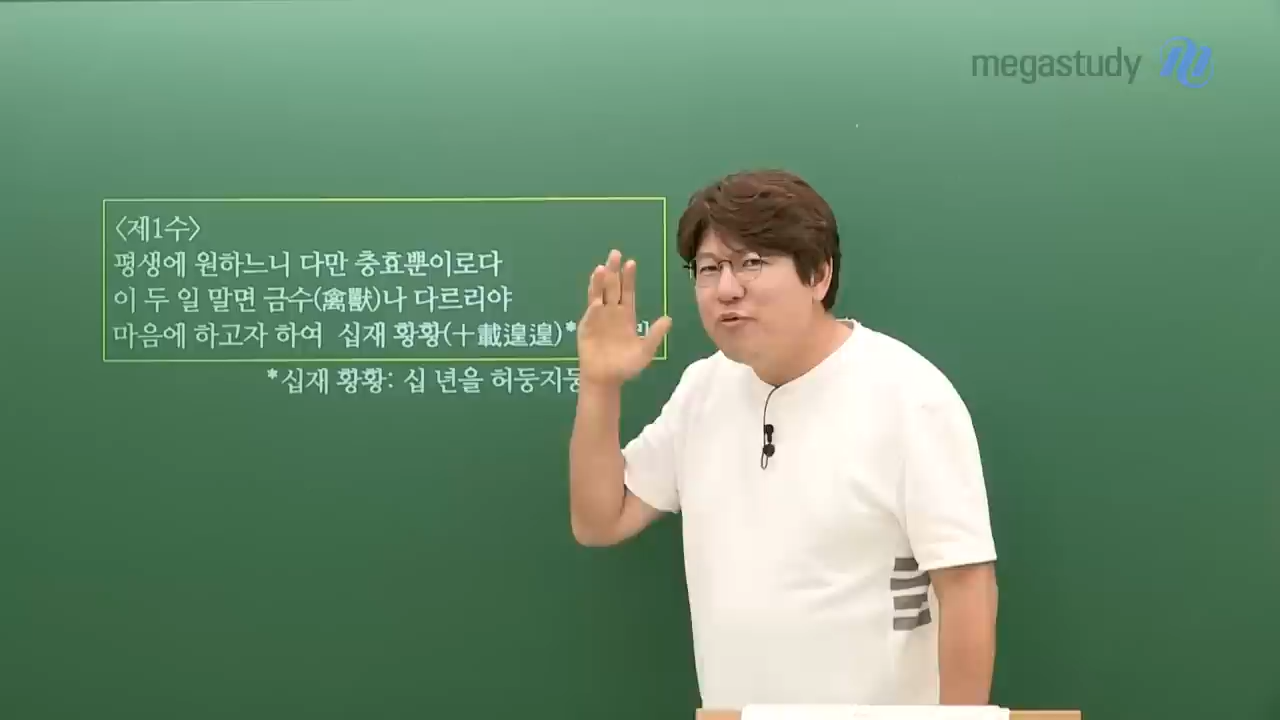 megastudy
〈제1수〉
평생에 원하느니 다만 충효뿐이로다
이 두 일 말면 금수(禽獸)나 다르리야
마음에 하고자 하여 십재 황황(十載遑遑)*
*십재 황황: 십 년을 허둥지둥